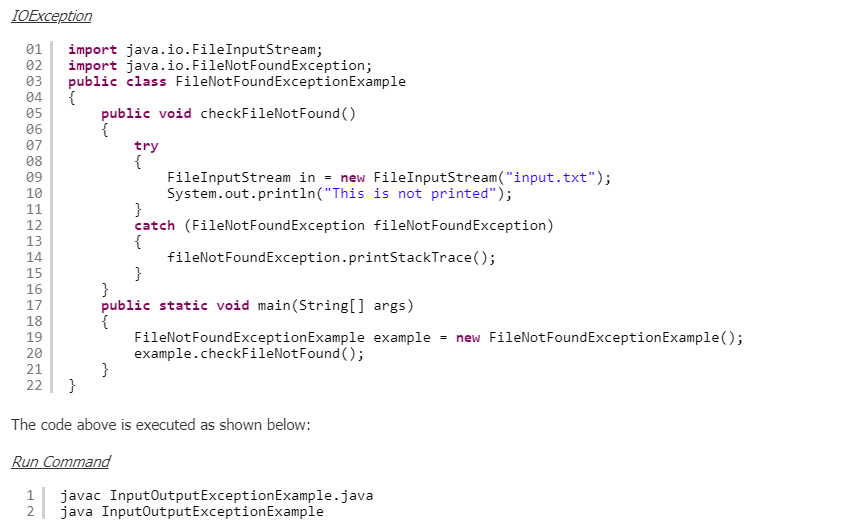 IOException
01 import java.io.FileInputStream;
02 import java.io.FileNotFoundException;
03 public class FileNotFoundExceptionExample
04 {
05     public void checkFileNotFound()
06     {
07         try
08         {
09             FileInputStream in = new FileInputStream("input.txt");
10             System.out.println("This is not printed");
11         }
12         catch (FileNotFoundException fileNotFoundException)
13         {
14             fileNotFoundException.printStackTrace();
15         }
16     }
17     public static void main(String[] args)
18     {
19         FileNotFoundExceptionExample example = new FileNotFoundExceptionExample();
20         example.checkFileNotFound();
21     }
22 }
The code above is executed as shown below:
Run Command
1 javac InputOutputExceptionExample.java
2 java InputOutputExceptionExample